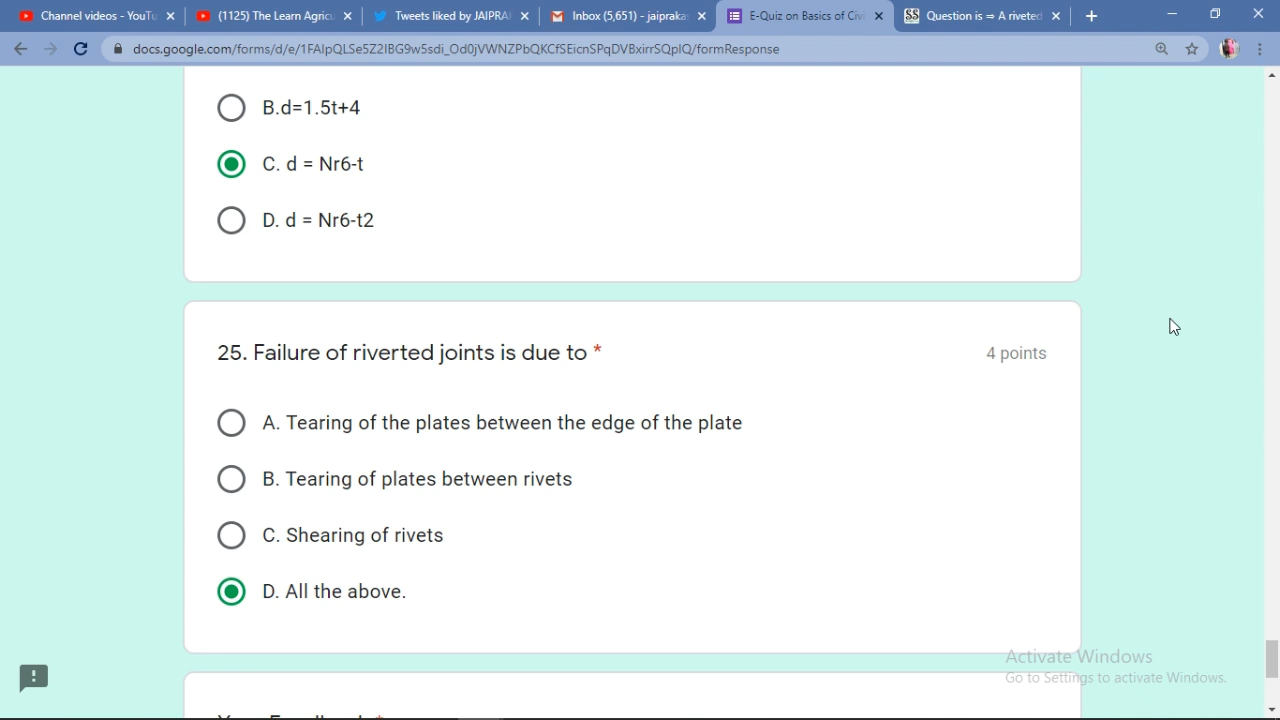 Channel videos - YouTu
(1125) The Learn Agricu
Tweets liked by JAIPRAK
Inbox (5,651) - jaipraka
E-Quiz on Basics of Civi
Question is ⇒ A riveted
docs.google.com/forms/d/e/1FAIpQLSe5Z2IBG9w5sdi_Od0jVWNZPbQKCfSEicnSPqDVBxirrSQpIQ/formResponse
B.d=1.5t+4
C. d = Nr6-t
D. d = Nr6-t2
25. Failure of riverted joints is due to *
4 points
A. Tearing of the plates between the edge of the plate
B. Tearing of plates between rivets
C. Shearing of rivets
D. All the above.
Activate Windows
Go to Settings to activate Windows.